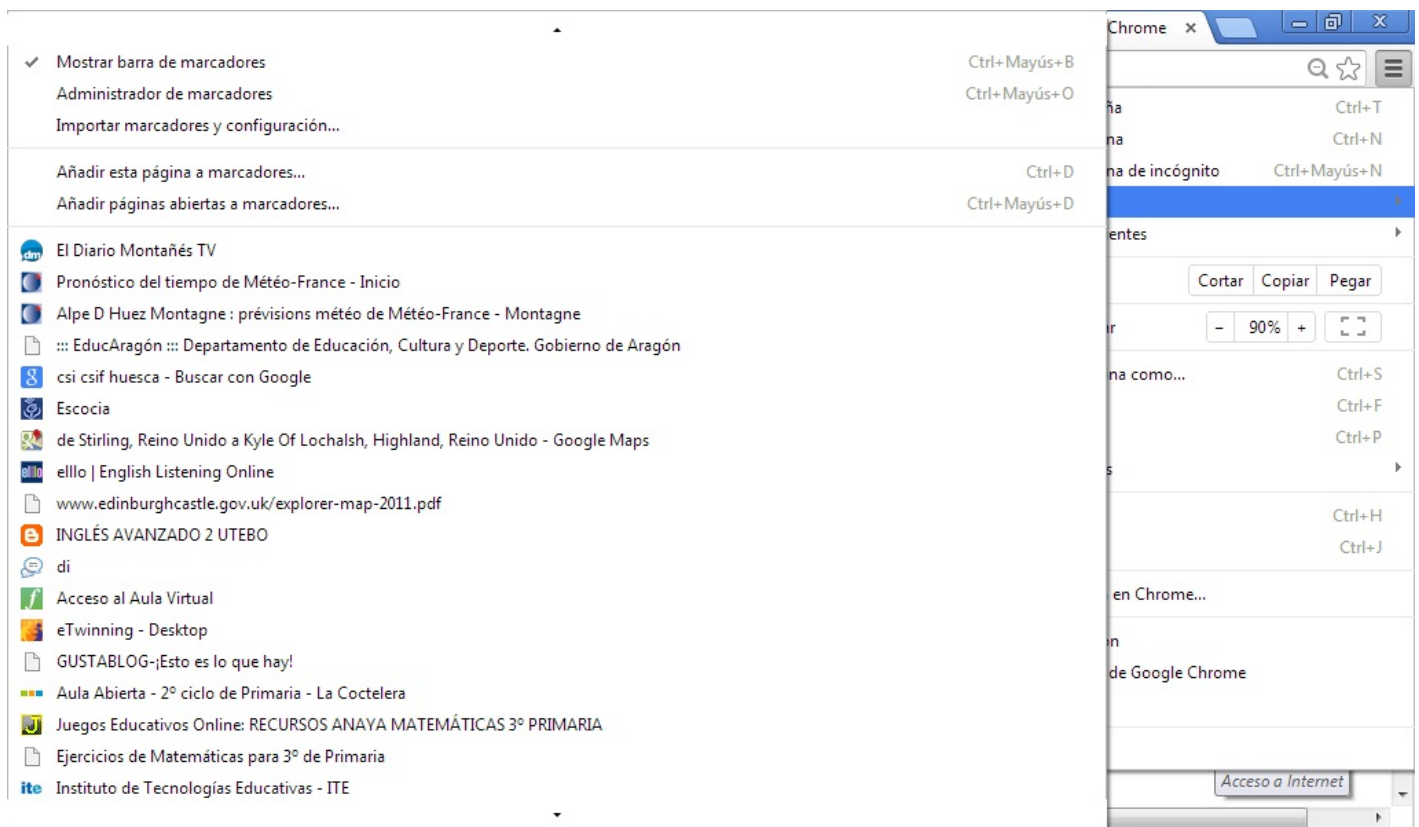 Chrome
Mostrar barra de marcadores Ctrl+Mayús+B
Administrador de marcadores Ctrl+Mayús+O
Importar marcadores y configuración...
Añadir esta página a marcadores... Ctrl+D
Añadir páginas abiertas a marcadores... Ctrl+Mayús+D
El Diario Montañés TV
Pronóstico del tiempo de Météo-France - Inicio
Alpe D Huez Montagne : prévisions météo de Météo-France - Montagne
::: EducAragón ::: Departamento de Educación, Cultura y Deporte. Gobierno de Aragón
csi csif huesca - Buscar con Google
Escocia
de Stirling, Reino Unido a Kyle Of Lochalsh, Highland, Reino Unido - Google Maps
elllo | English Listening Online
www.edinburghcastle.gov.uk/explorer-map-2011.pdf
INGLÉS AVANZADO 2 UTEBO
di
Acceso al Aula Virtual
eTwinning - Desktop
GUSTABLOG-¡Esto es lo que hay!
Aula Abierta - 2º ciclo de Primaria - La Coctelera
Juegos Educativos Online: RECURSOS ANAYA MATEMÁTICAS 3º PRIMARIA
Ejercicios de Matemáticas para 3º de Primaria
ite Instituto de Tecnologías Educativas - ITE
ña Ctrl+T
na Ctrl+N
na de incógnito Ctrl+Mayús+N
entes
Cortar Copiar Pegar
ar - 90% +
na como... Ctrl+S
Ctrl+F
Ctrl+P
s
Ctrl+H
Ctrl+J
en Chrome...
ón
de Google Chrome
Acceso a Internet